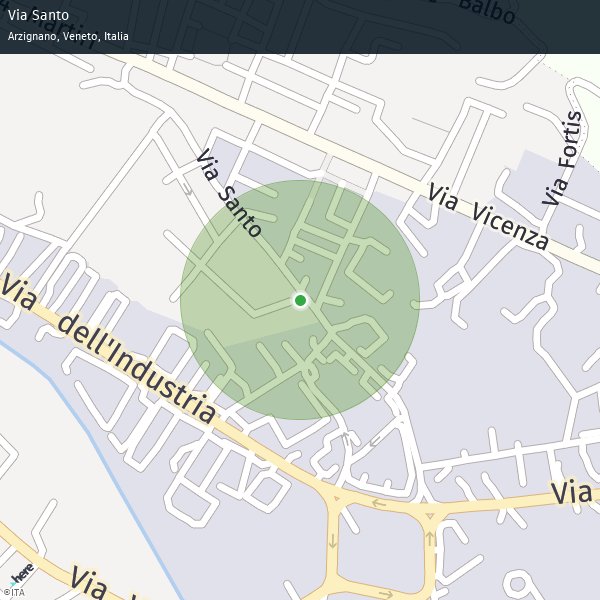 Via Santo
Arzignano, Veneto, Italia
Balbo
Martiri
Via Fortis
Via Santo
Via Vicenza
Via dell'Industria
Via
Via
here
©ITA